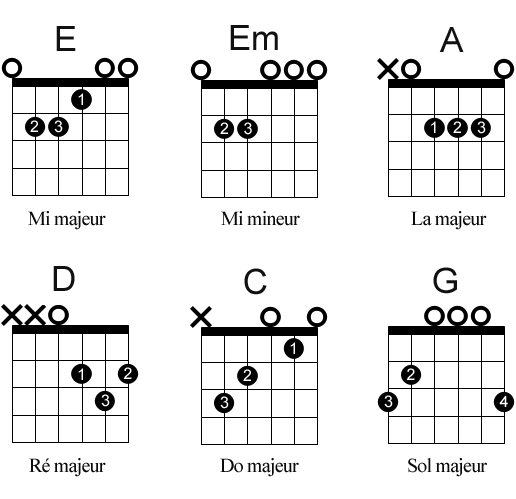 E Em A
1
2 3
2 3
1 2 3
Mi majeur Mi mineur La majeur
D C G
1
1 2
2
2
3
3
3 4
Ré majeur Do majeur Sol majeur